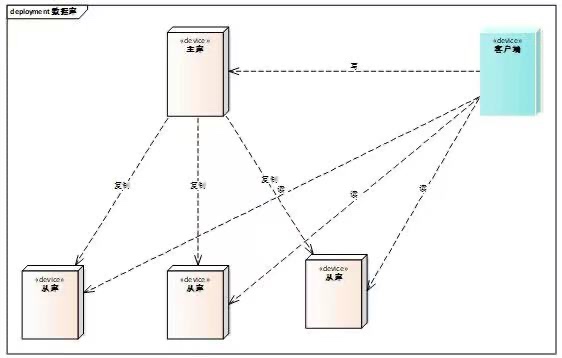 deployment 数据库
«device»
主库
«device»
客户端
写
复制
复制
复制
读
读
读
«device»
从库
«device»
从库
«device»
从库